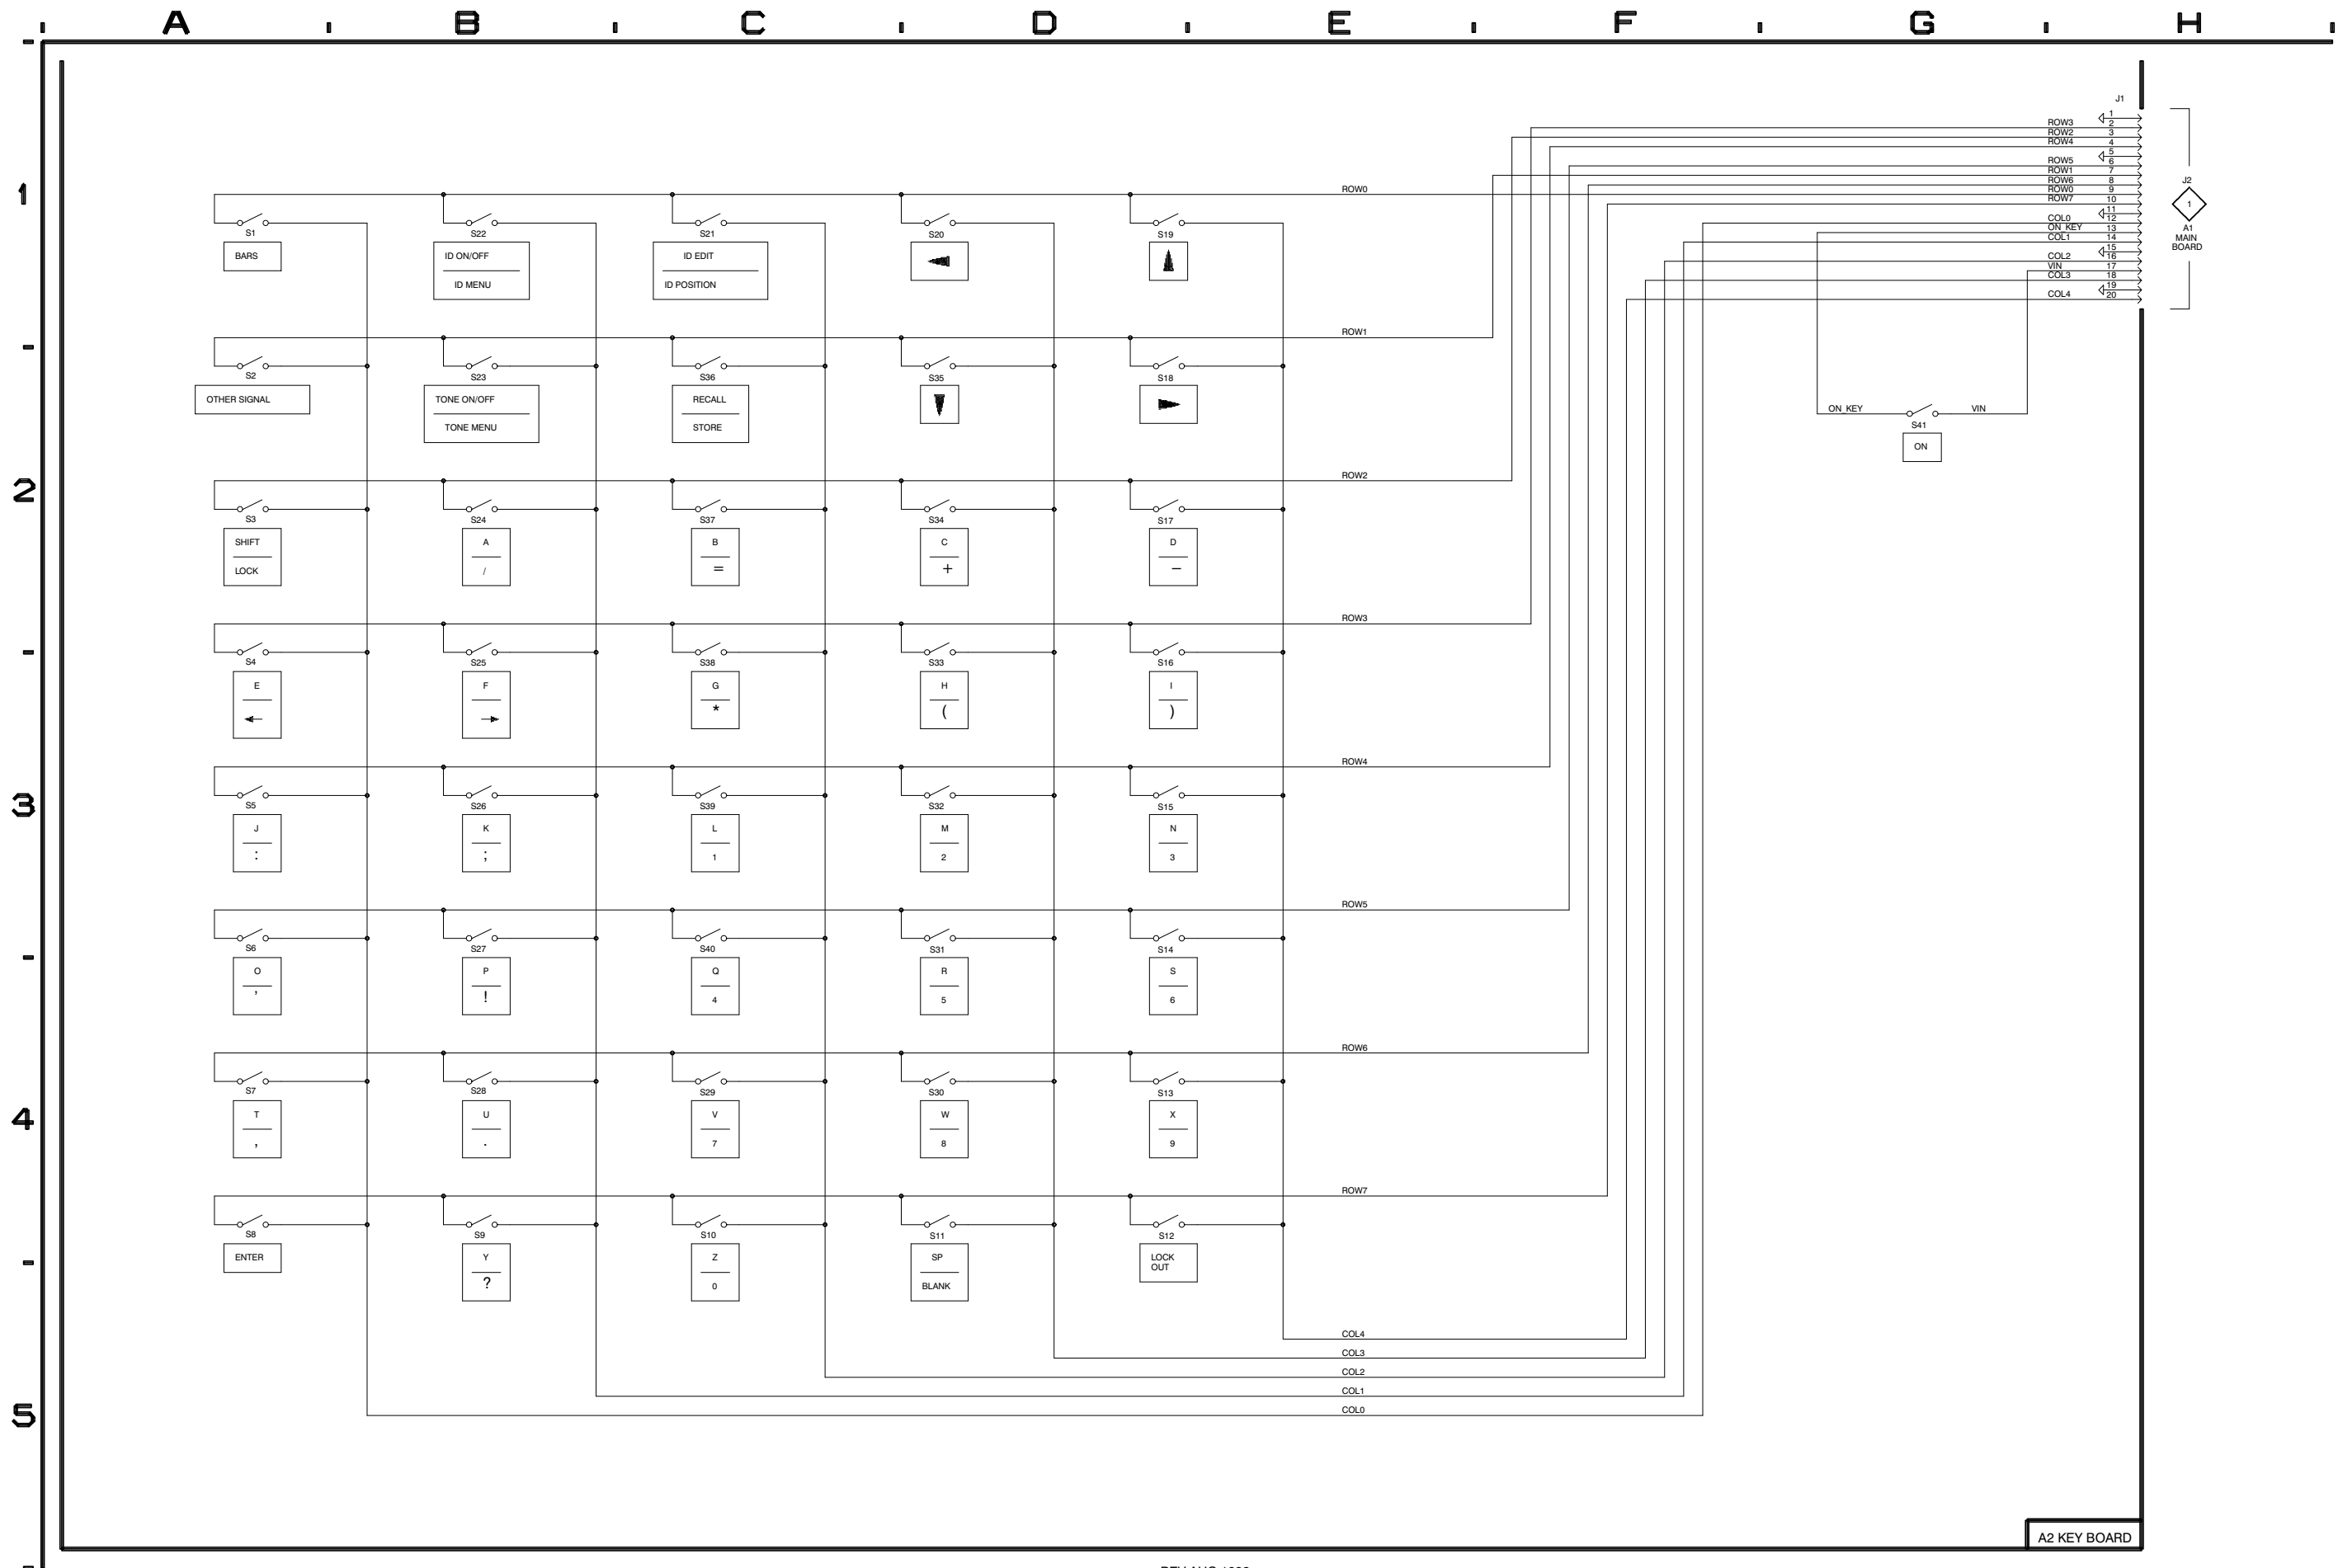 A B C D E F G H
J1
1
ROW3 2
ROW2 3
ROW4 4
5
ROW5 6
ROW1 7
ROW6 8
ROW0 9
ROW7 10
11
COL0 12
ON_KEY 13
COL1 14
15
COL2 16
VIN 17
COL3 18
19
COL4 20
J2
1
A1
MAIN
BOARD
1
ROW0
S1 S22 S21 S20 S19
BARS
ID ON/OFF
ID MENU
ID EDIT
ID POSITION
ROW1
S2 S23 S36 S35 S18
OTHER SIGNAL
TONE ON/OFF
TONE MENU
RECALL
STORE
ON_KEY VIN
S41
ON
2
ROW2
S3 S24 S37 S34 S17
SHIFT A B C D
LOCK / = + −
ROW3
S4 S25 S38 S33 S16
E F G H I
← → * ( )
ROW4
3
S5 S26 S39 S32 S15
J K L M N
: ; 1 2 3
ROW5
S6 S27 S40 S31 S14
O P Q R S
’ ! 4 5 6
ROW6
S7 S28 S29 S30 S13
4
T U V W X
, . 7 8 9
ROW7
S8 S9 S10 S11 S12
ENTER
Y Z SP
? 0 BLANK
LOCK
OUT
COL4
COL3
COL2
COL1
COL0
5
A2 KEY BOARD